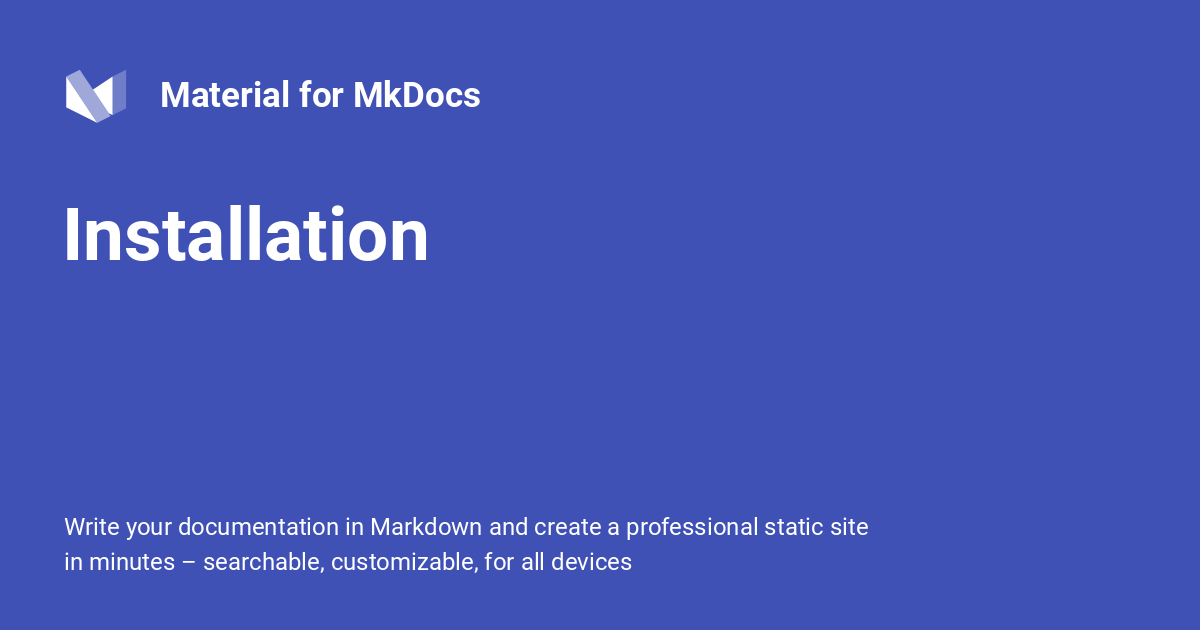 Material for MkDocs
Installation
Write your documentation in Markdown and create a professional static site
in minutes – searchable, customizable, for all devices